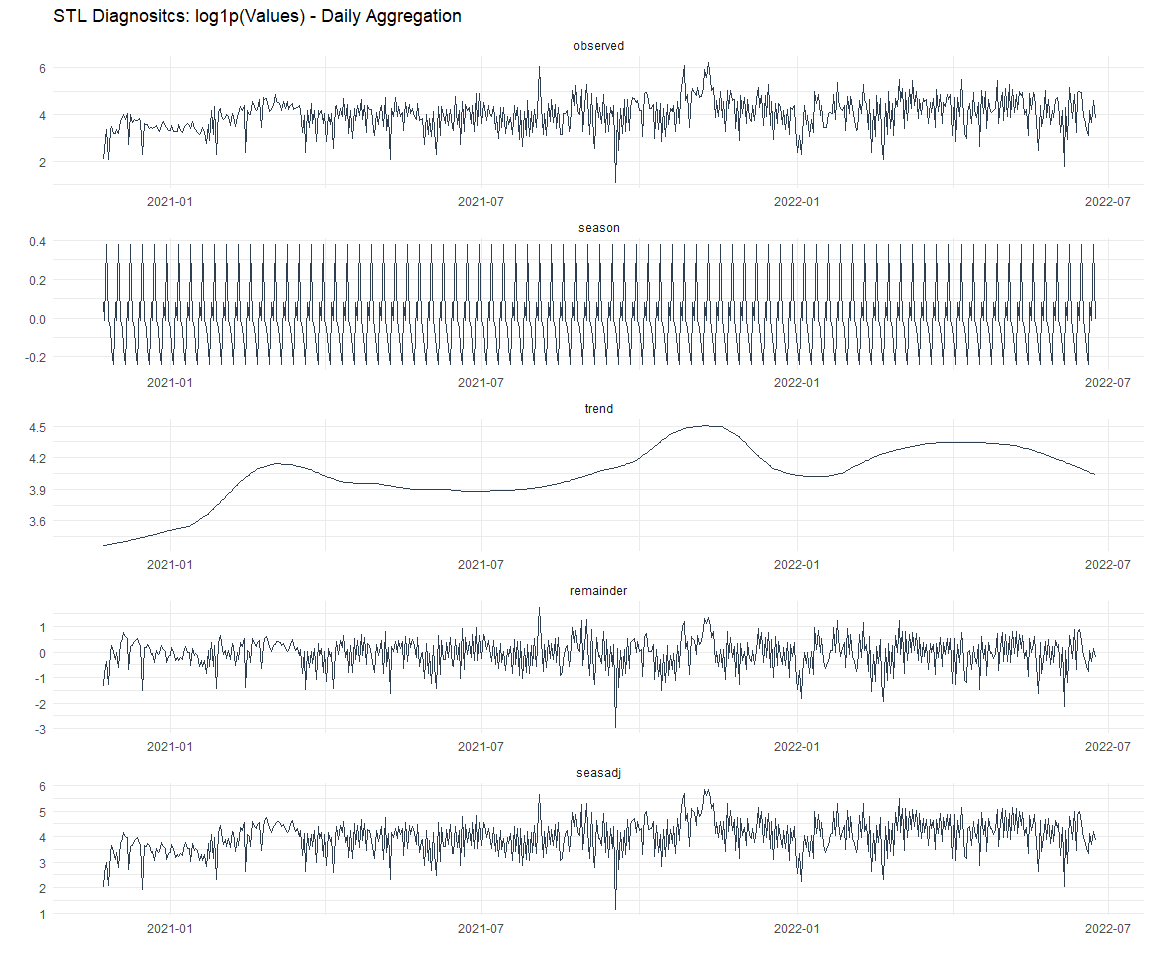 STL Diagnositcs: log1p(Values) - Daily Aggregation
observed
6
4
2
2021-01 2021-07 2022-01 2022-07
season
0.4
0.2
0.0
-0.2
2021-01 2021-07 2022-01 2022-07
trend
4.5
4.2
3.9
3.6
2021-01 2021-07 2022-01 2022-07
remainder
1
0
-1
-2
-3
2021-01 2021-07 2022-01 2022-07
seasadj
6
5
4
3
2
1
2021-01 2021-07 2022-01 2022-07